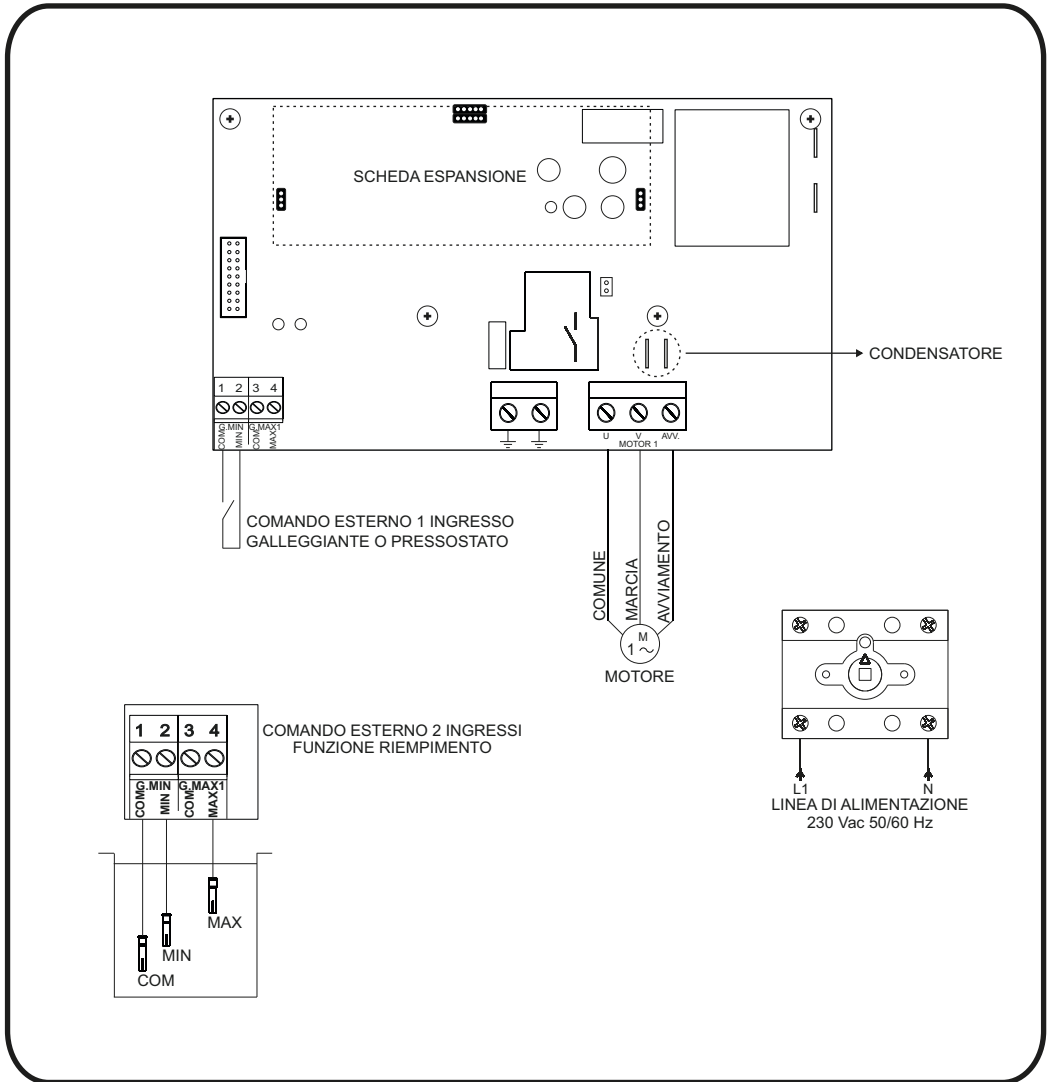 SCHEDA ESPANSIONE
CONDENSATORE
1 2 3 4
G.MIN G.MAX1
COM MIN COM MAX1
U V AVV.
MOTOR 1
COMANDO ESTERNO 1 INGRESSO
GALLEGGIANTE O PRESSOSTATO
COMUNE
MARCIA
AVVIAMENTO
M
1
MOTORE
1 2 3 4
G.MIN G.MAX1
COM MIN COM MAX1
COMANDO ESTERNO 2 INGRESSI
FUNZIONE RIEMPIMENTO
MAX
MIN
COM
L1 N
LINEA DI ALIMENTAZIONE
230 Vac 50/60 Hz